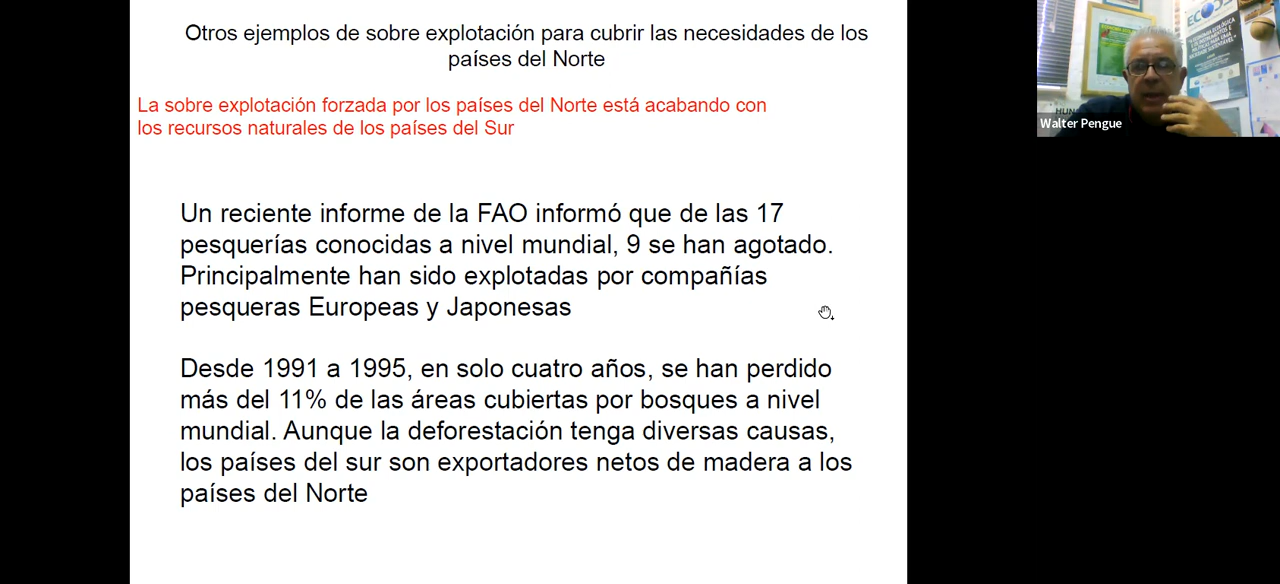 Otros ejemplos de sobre explotación para cubrir las necesidades de los
países del Norte
La sobre explotación forzada por los países del Norte está acabando con
los recursos naturales de los países del Sur
Un reciente informe de la FAO informó que de las 17
pesquerías conocidas a nivel mundial, 9 se han agotado.
Principalmente han sido explotadas por compañías
pesqueras Europeas y Japonesas
Desde 1991 a 1995, en solo cuatro años, se han perdido
más del 11% de las áreas cubiertas por bosques a nivel
mundial. Aunque la deforestación tenga diversas causas,
los países del sur son exportadores netos de madera a los
países del Norte
Walter Pengue